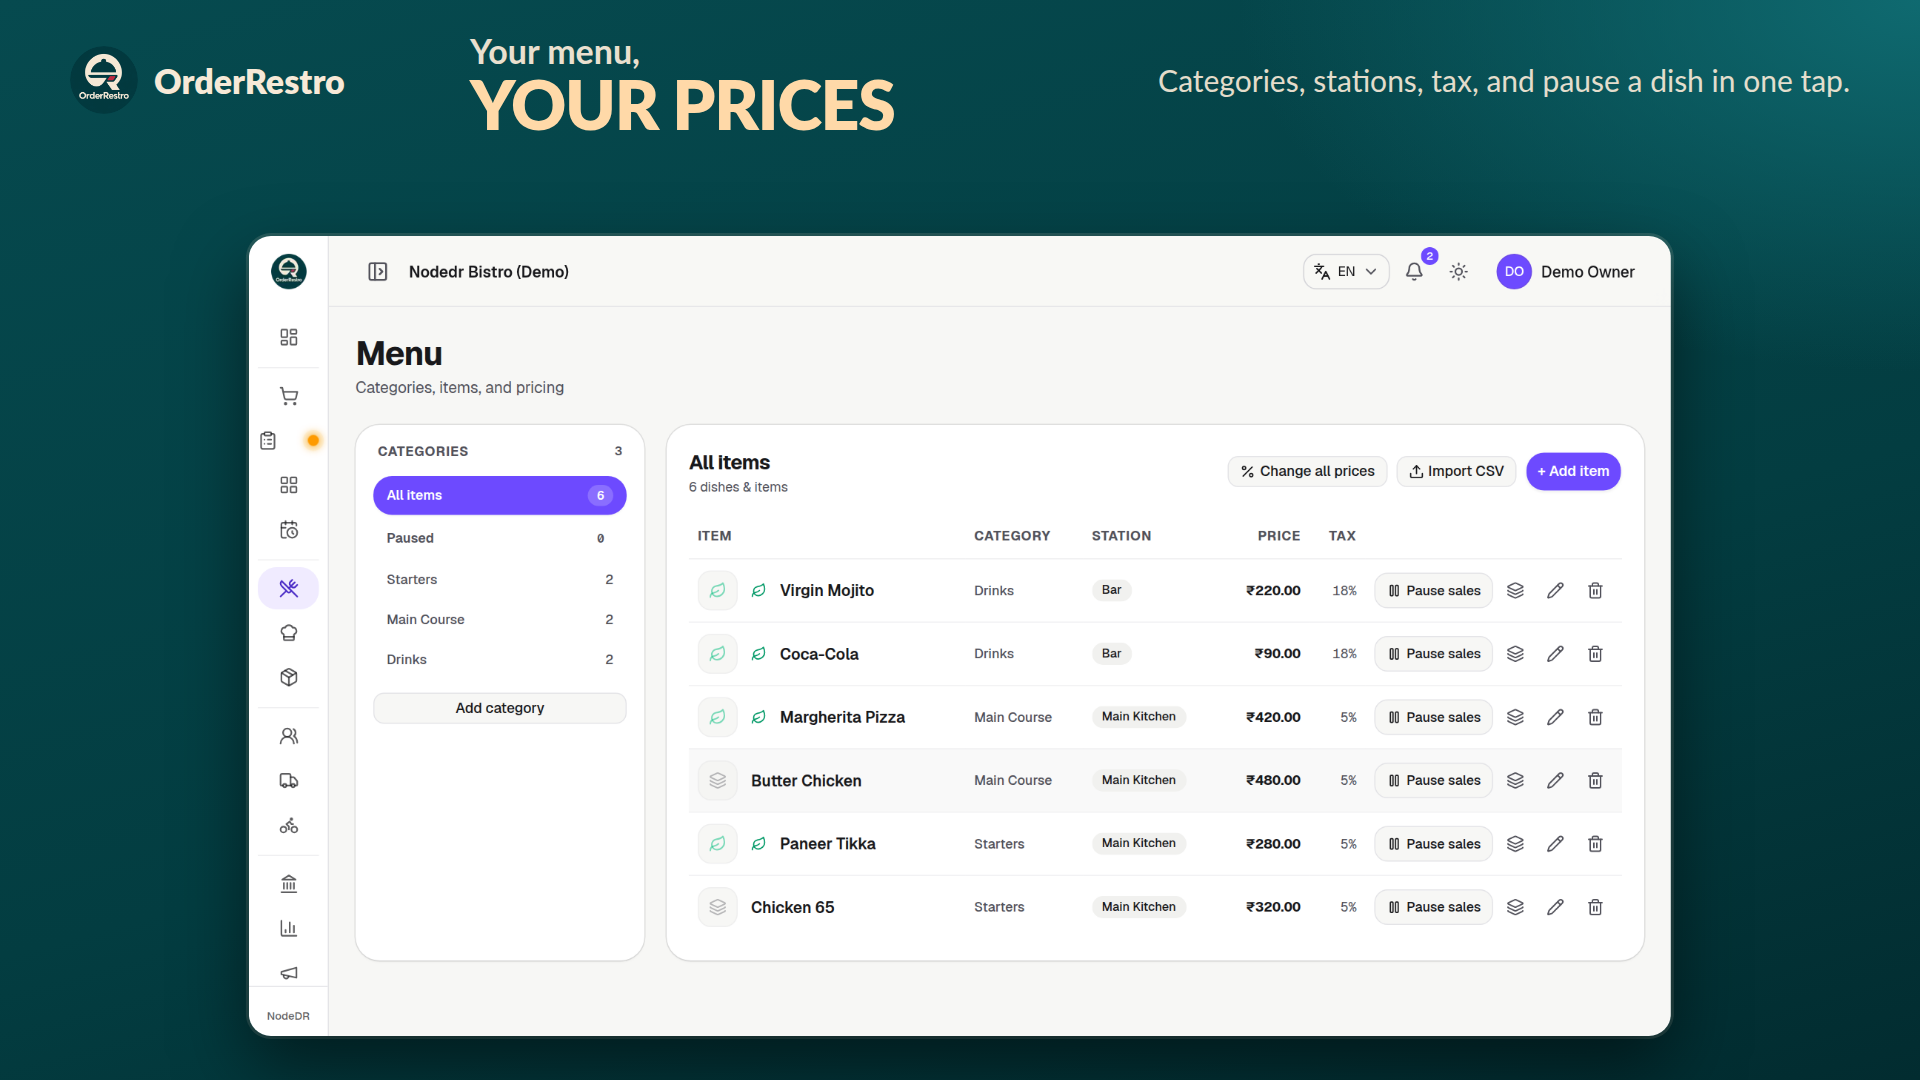 OrderRestro
OrderRestro
Your menu,
YOUR PRICES
Categories, stations, tax, and pause a dish in one tap.
Nodedr Bistro (Demo)
EN
2
DO
Demo Owner
Menu
Categories, items, and pricing
CATEGORIES 3
All items 6
Paused 0
Starters 2
Main Course 2
Drinks 2
Add category
All items
6 dishes & items
Change all prices
Import CSV
+ Add item
ITEM CATEGORY STATION PRICE TAX
Virgin Mojito Drinks Bar ₹220.00 18% Pause sales
Coca-Cola Drinks Bar ₹90.00 18% Pause sales
Margherita Pizza Main Course Main Kitchen ₹420.00 5% Pause sales
Butter Chicken Main Course Main Kitchen ₹480.00 5% Pause sales
Paneer Tikka Starters Main Kitchen ₹280.00 5% Pause sales
Chicken 65 Starters Main Kitchen ₹320.00 5% Pause sales
NodeDR